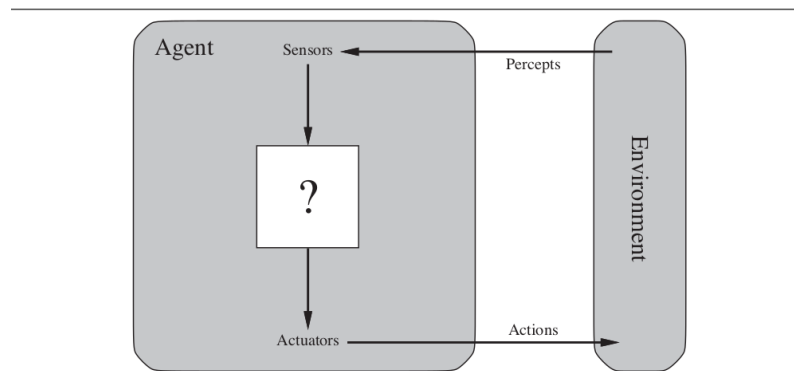 Agent
Sensors
Percepts
Environment
?
Actuators
Actions